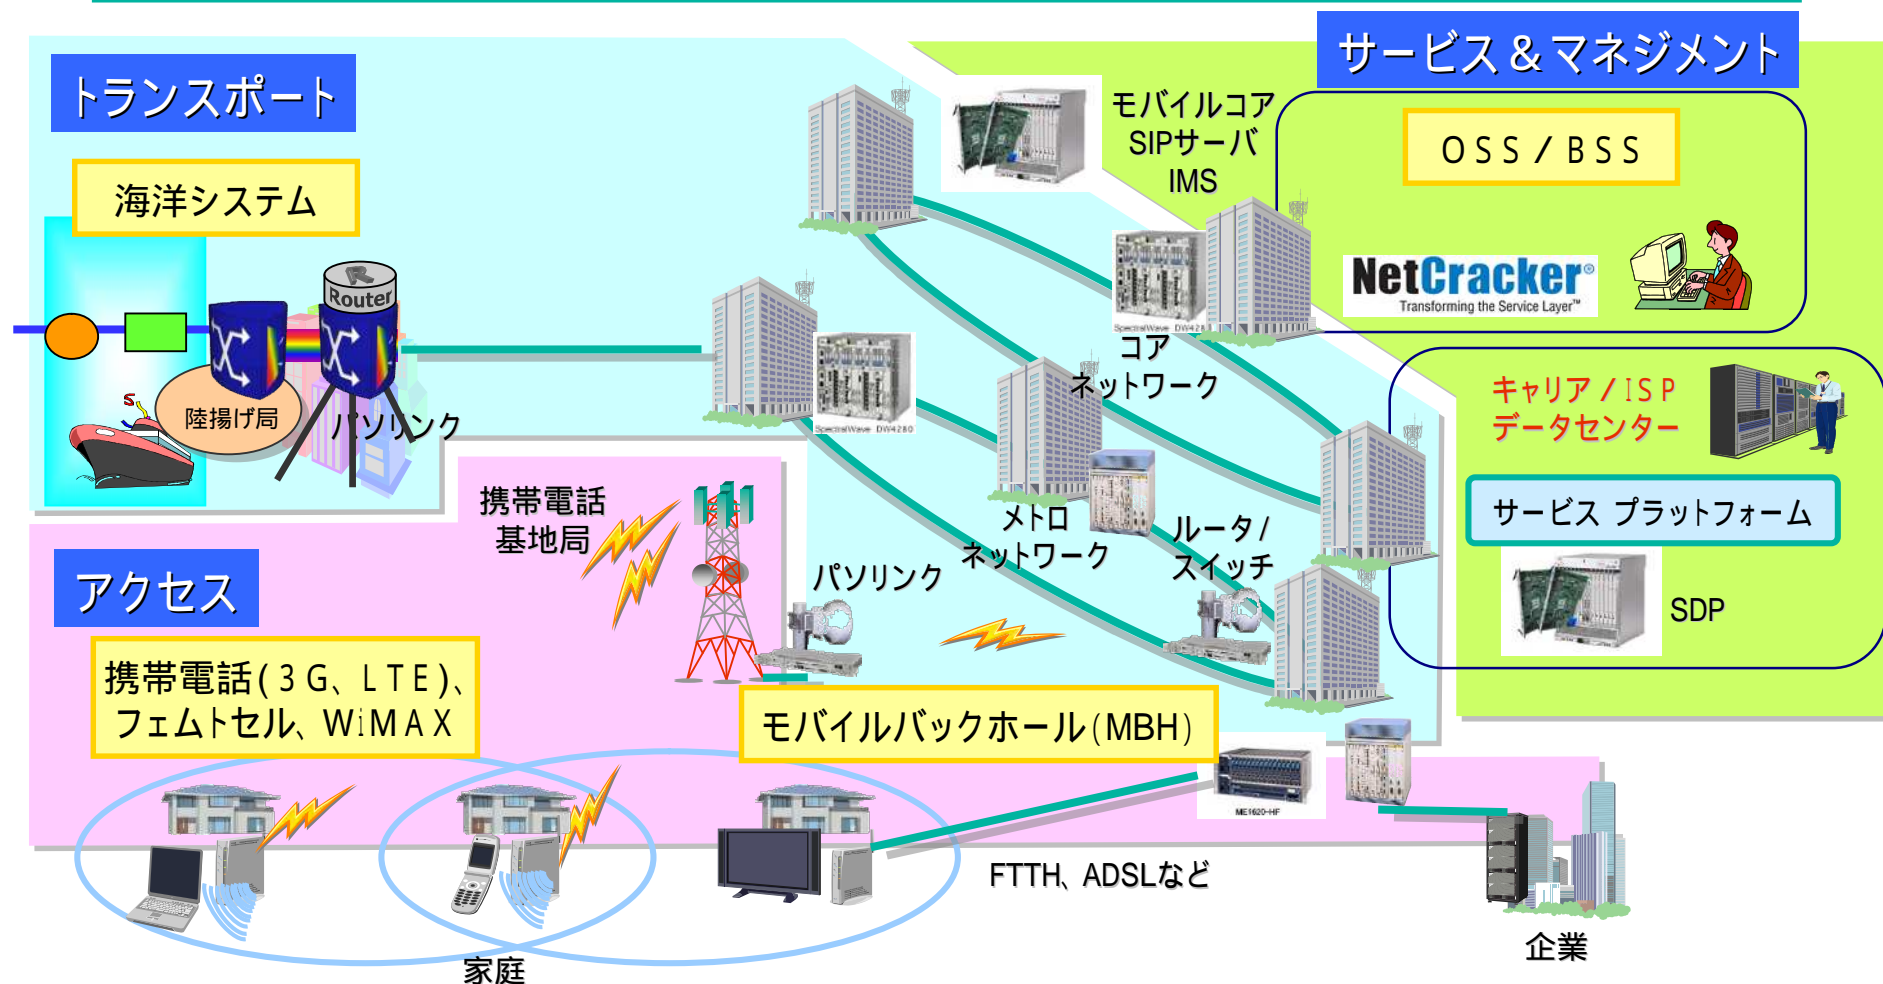 トランスポート
サービス＆マネジメント
海洋システム
Router
陸揚げ局
パソリンク
モバイルコア
SIPサーバ
IMS
OSS／BSS
NetCracker®
Transforming the Service Layer™
SpectralWave DW4280
SpectralWave DW428
コア
ネットワーク
キャリア／ISP
データセンター
サービス プラットフォーム
SDP
メトロ
ネットワーク
ルータ/
スイッチ
携帯電話
基地局
パソリンク
アクセス
携帯電話(3G、LTE)、
フェムトセル、WiMAX
モバイルバックホール(MBH)
ME1620-HF
FTTH、ADSLなど
家庭
企業